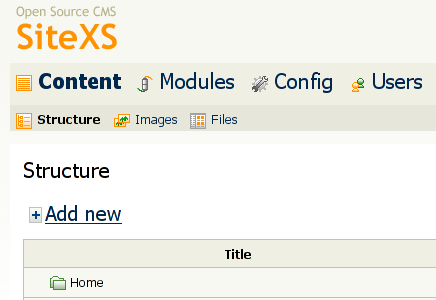 Open Source CMS
SiteXS
Content Modules Config Users
Structure Images Files
Structure
Add new
Title
Home